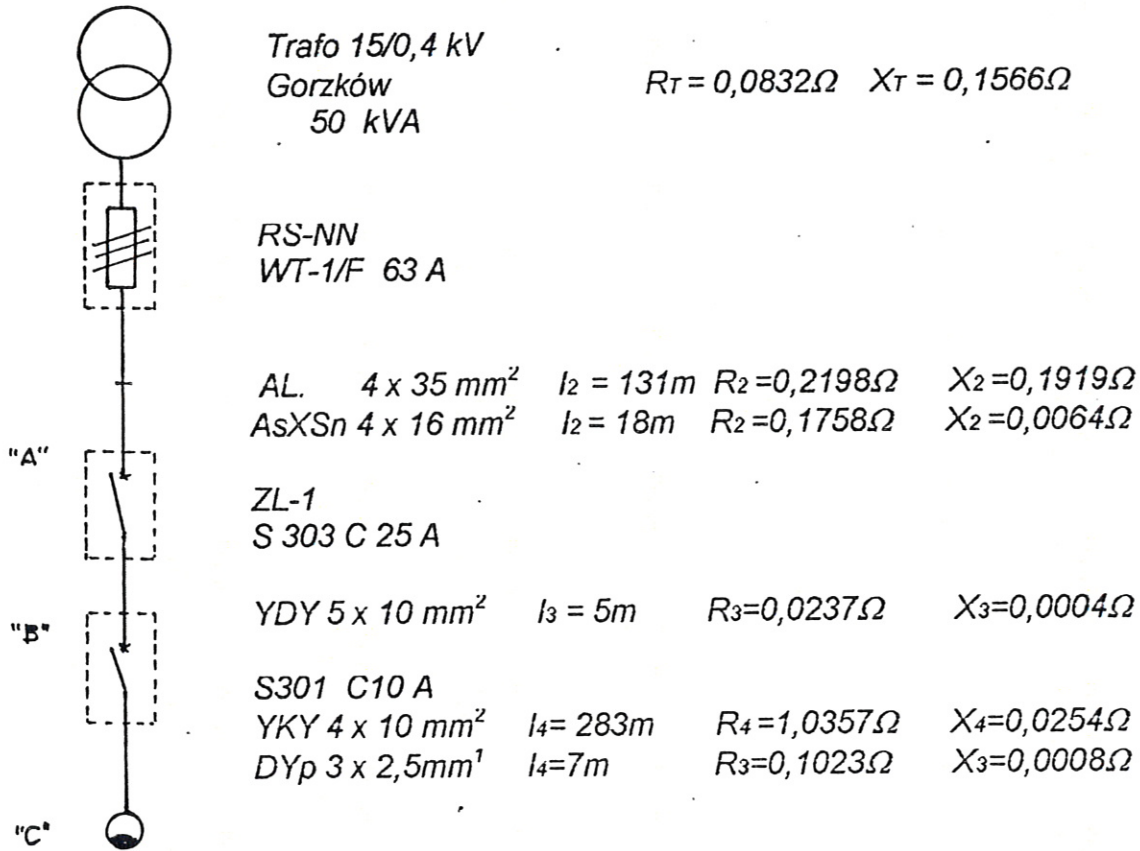 Trafo 15/0,4 kV
Gorzków RT = 0,0832Ω XT = 0,1566Ω
50 kVA
RS-NN
WT-1/F 63 A
AL. 4 x 35 mm² l2 = 131m R2=0,2198Ω X2=0,1919Ω
AsXSn 4 x 16 mm² l2 = 18m R2=0,1758Ω X2=0,0064Ω
"A"
ZL-1
S 303 C 25 A
YDY 5 x 10 mm² l3 = 5m R3=0,0237Ω X3=0,0004Ω
"B"
S301 C10 A
YKY 4 x 10 mm² l4= 283m R4=1,0357Ω X4=0,0254Ω
DYp 3 x 2,5mm¹ l4=7m R3=0,1023Ω X3=0,0008Ω
"C"